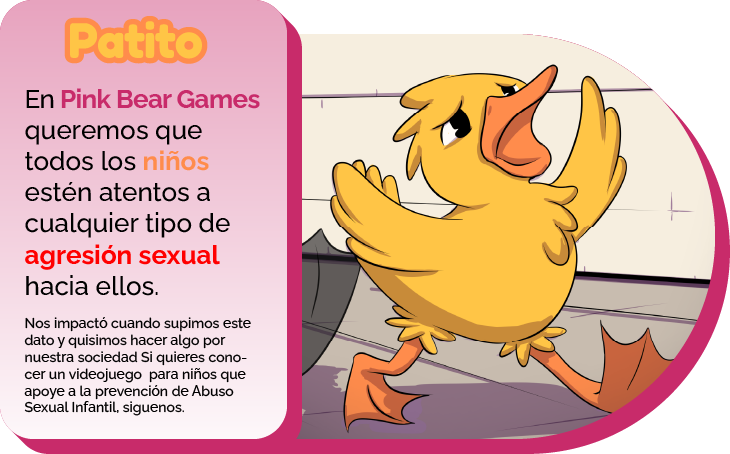 Patito
En Pink Bear Games
queremos que
todos los niños
estén atentos a
cualquier tipo de
agresión sexual
hacia ellos.
Nos impactó cuando supimos este
dato y quisimos hacer algo por
nuestra sociedad Si quieres cono-
cer un videojuego  para niños que
apoye a la prevención de Abuso
Sexual Infantil, siguenos.